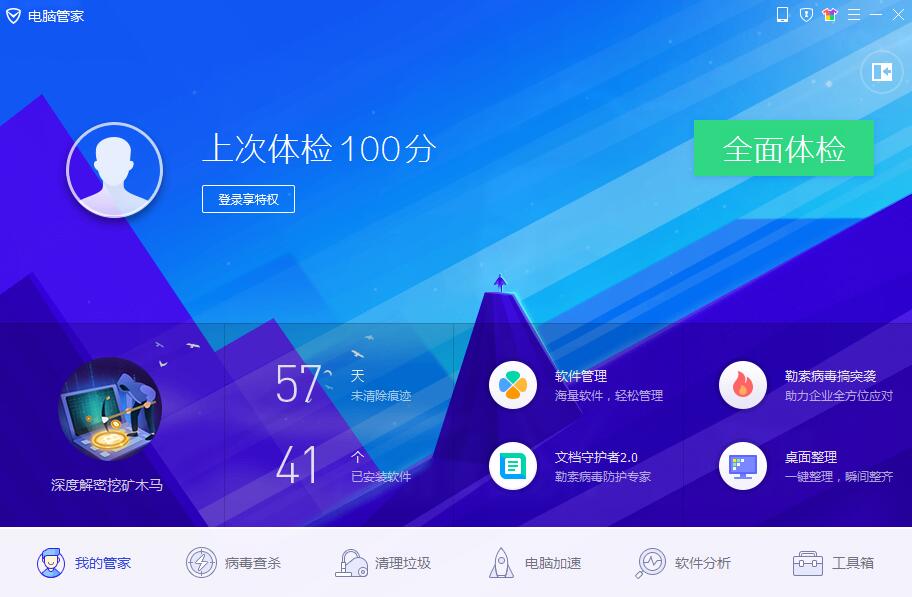 电脑管家
上次体检100分
全面体检
登录享特权
57 天
未清除痕迹
41 个
已安装软件
深度解密挖矿木马
软件管理
海量软件，轻松管理
勒索病毒搞突袭
助力企业全方位应对
文档守护者2.0
勒索病毒防护专家
桌面整理
一键整理，瞬间整齐
我的管家
病毒查杀
清理垃圾
电脑加速
软件分析
工具箱